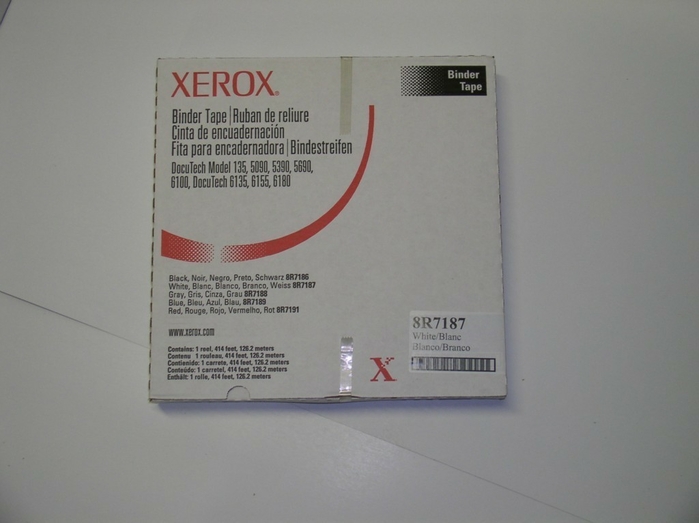 XEROX®
Binder
Tape
Binder Tape | Ruban de reliure
Cinta de encuadernación
Fita para encadernadora | Bindestreifen
DocuTech Model 135, 5090, 5390, 5690,
6100, DocuTech 6135, 6155, 6180
Black, Noir, Negro, Preto, Schwarz 8R7186
White, Blanc, Blanco, Branco, Weiss 8R7187
Gray, Gris, Cinza, Grau 8R7188
Blue, Bleu, Azul, Blau, 8R7189
Red, Rouge, Rojo, Vermelho, Rot 8R7191
www.xerox.com
Contains: 1 reel, 414 feet, 126.2 meters
Contenu 1 rouleau, 414 feet, 126.2 meters
Contienido: 1 carrete, 414 feet, 126.2 meters
Conteúdo: 1 carretel, 414 feet, 126.2 meters
Enthält: 1 rolle, 414 feet, 126.2 meters
8R7187
White/Blanc
Blanco/Branco
X